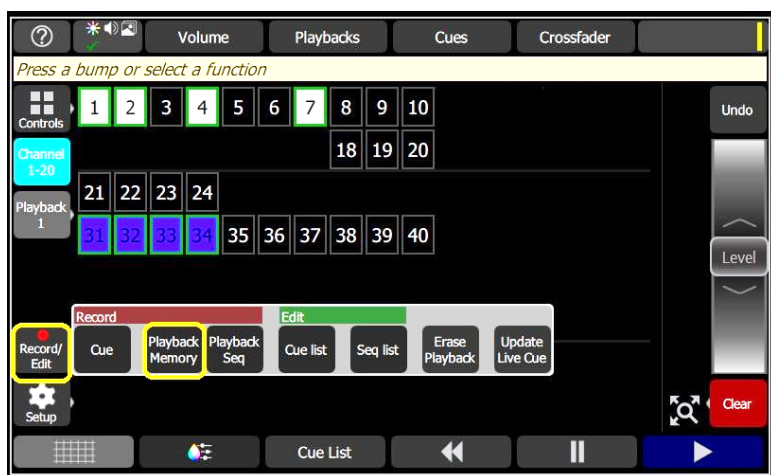 ?
Volume
Playbacks
Cues
Crossfader
Press a bump or select a function
Controls
1 2 3 4 5 6 7 8 9 10
Undo
Channel
1-20
18 19 20
Playback
1
21 22 23 24
31 32 33 34 35 36 37 38 39 40
Level
Record
Edit
Record/
Edit
Cue
Playback
Memory
Playback
Seq
Cue list
Seq list
Erase
Playback
Update
Live Cue
Setup
Clear
Cue List